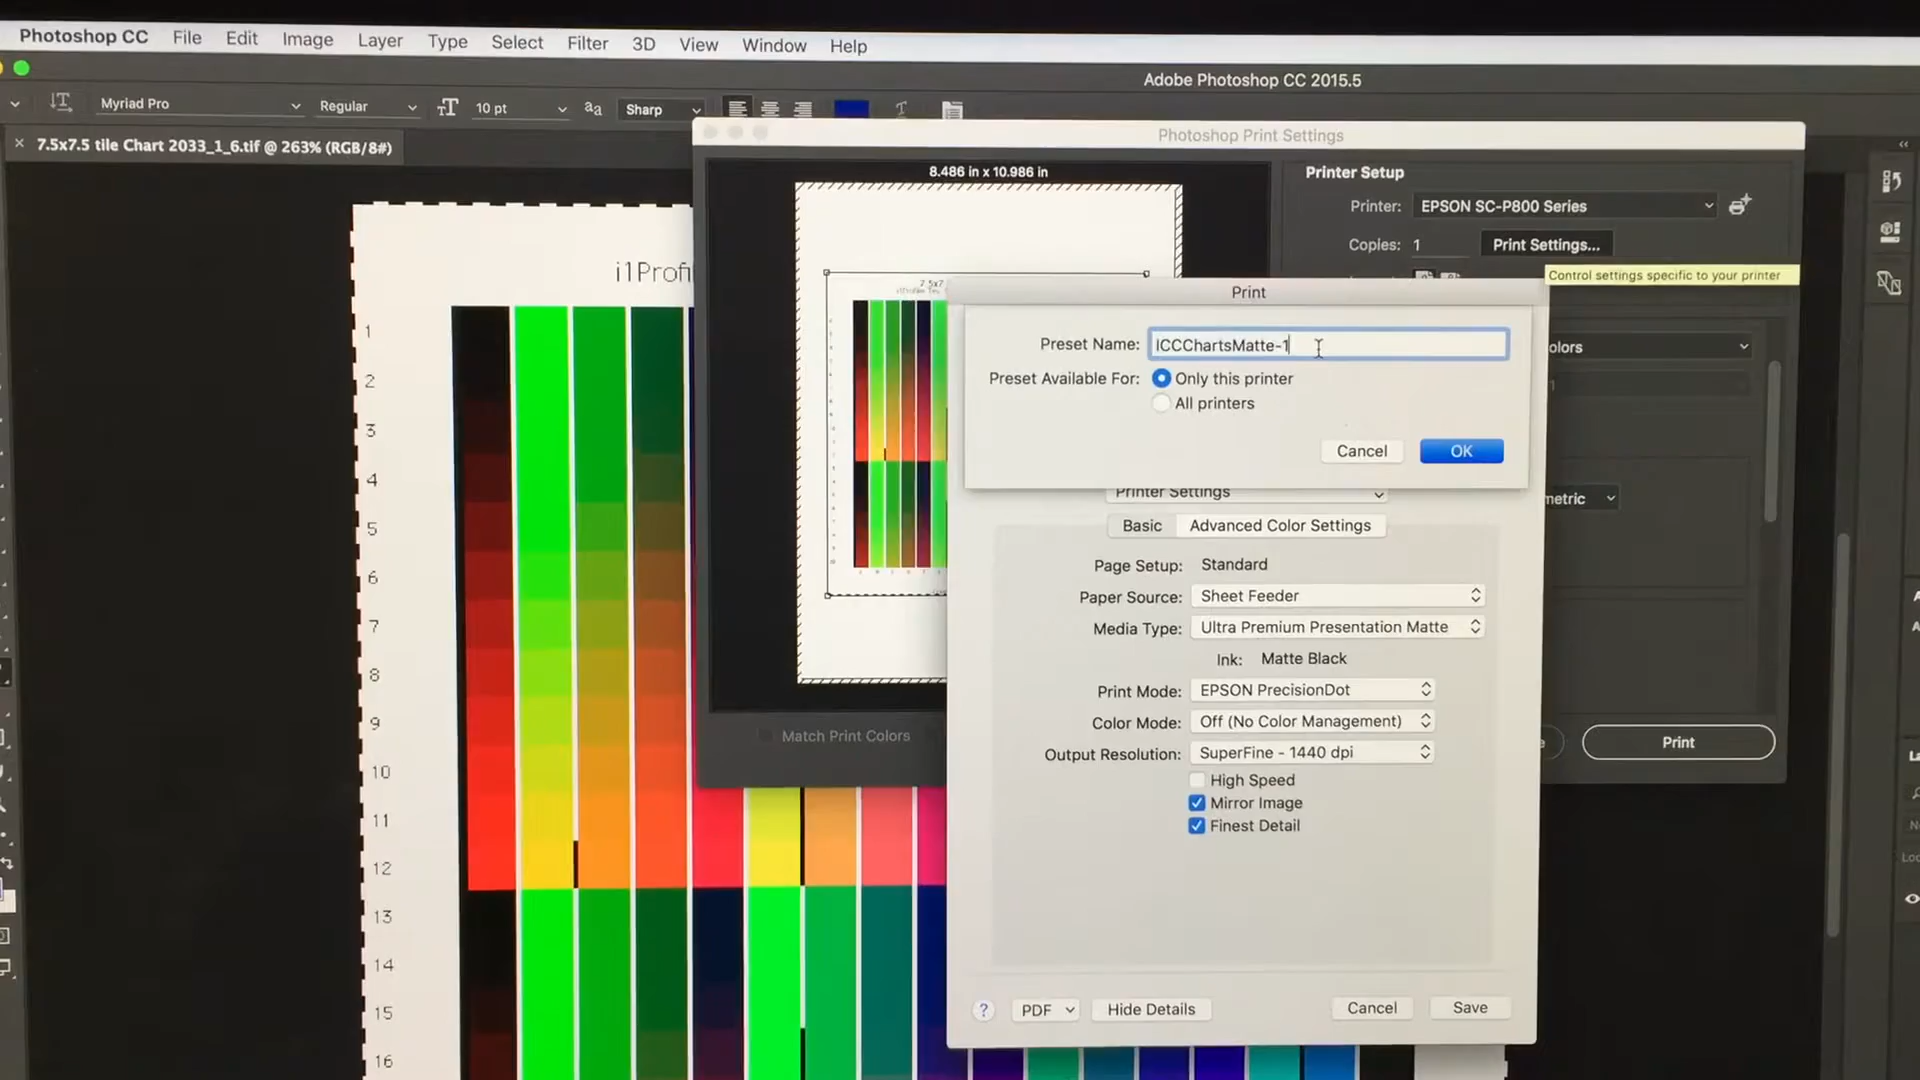 Photoshop CC File Edit Image Layer Type Select Filter 3D View Window Help
Adobe Photoshop CC 2015.5
Myriad Pro Regular 10 pt Sharp
7.5x7.5 tile Chart 2033_1_6.tif @ 263% (RGB/8#)
Photoshop Print Settings
8.486 in x 10.986 in
Printer Setup
Printer: EPSON SC-P800 Series
Copies: 1 Print Settings...
Control settings specific to your printer
i1Profi
Print
Preset Name: ICCChartsMatte-1
Preset Available For: Only this printer
All printers
Cancel OK
olors
metric
Printer Settings
Basic Advanced Color Settings
Page Setup: Standard
Paper Source: Sheet Feeder
Media Type: Ultra Premium Presentation Matte
Ink: Matte Black
Print Mode: EPSON PrecisionDot
Color Mode: Off (No Color Management)
Output Resolution: SuperFine - 1440 dpi
High Speed
Mirror Image
Finest Detail
Match Print Colors
Print
? PDF Hide Details Cancel Save
1
2
3
4
5
6
7
8
9
10
11
12
13
14
15
16